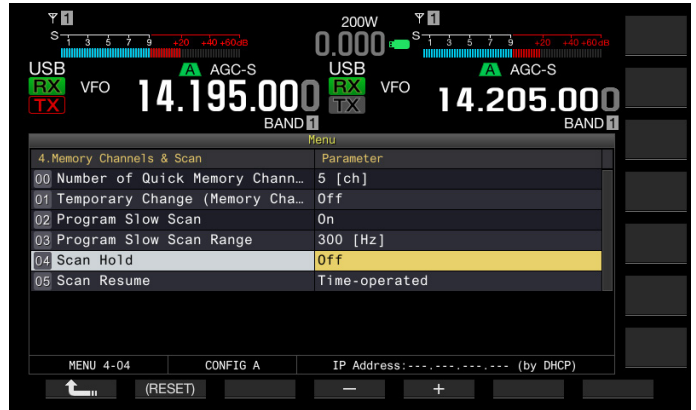 1 200W 1
S 1 3 5 7 9 +20 +40 +60dB 0.000 S 1 3 5 7 9 +20 +40 +60dB
USB A AGC-S USB A AGC-S
RX VFO 14.195.000 RX VFO 14.205.000
TX TX
BAND 1 BAND 1
Menu
4.Memory Channels & Scan Parameter
00 Number of Quick Memory Chann… 5 [ch]
01 Temporary Change (Memory Cha… Off
02 Program Slow Scan On
03 Program Slow Scan Range 300 [Hz]
04 Scan Hold Off
05 Scan Resume Time-operated
MENU 4-04 CONFIG A IP Address:---.---.---.--- (by DHCP)
(RESET) − +